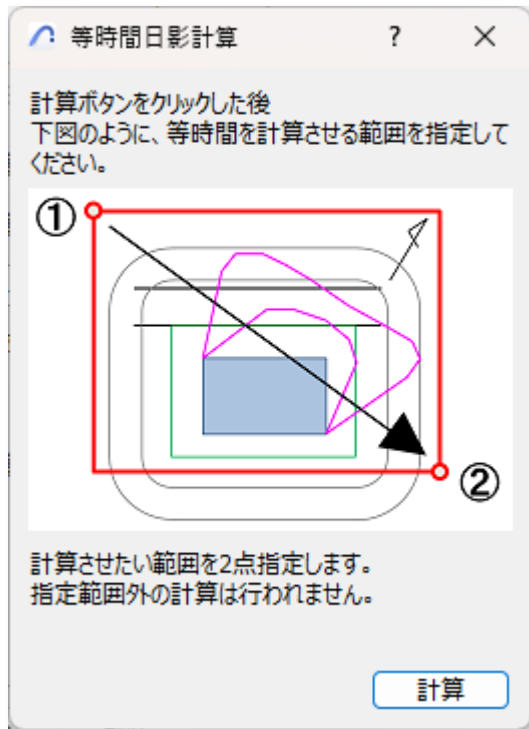 等時間日影計算
?
計算ボタンをクリックした後
下図のように、等時間を計算させる範囲を指定して
ください。
①
②
計算させたい範囲を2点指定します。
指定範囲外の計算は行われません。
計算